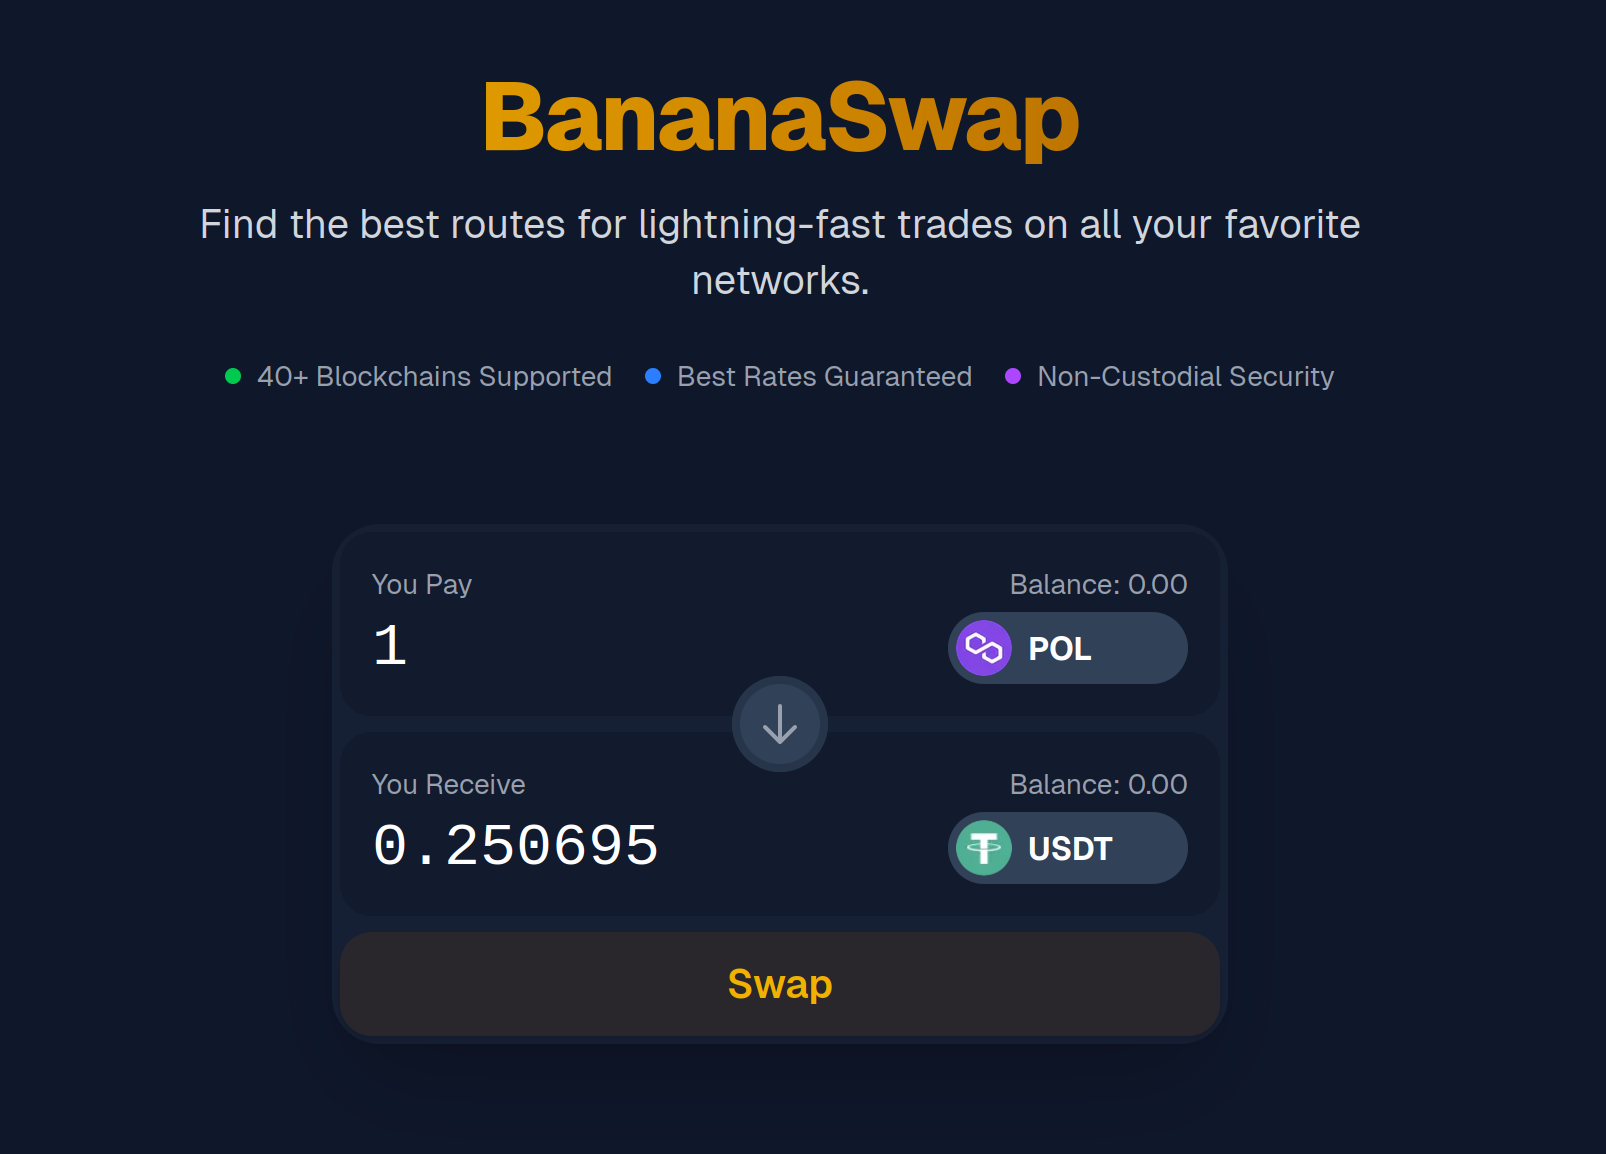 BananaSwap
Find the best routes for lightning-fast trades on all your favorite
networks.
40+ Blockchains Supported Best Rates Guaranteed Non-Custodial Security
You Pay Balance: 0.00
1 POL
You Receive Balance: 0.00
0.250695 USDT
Swap